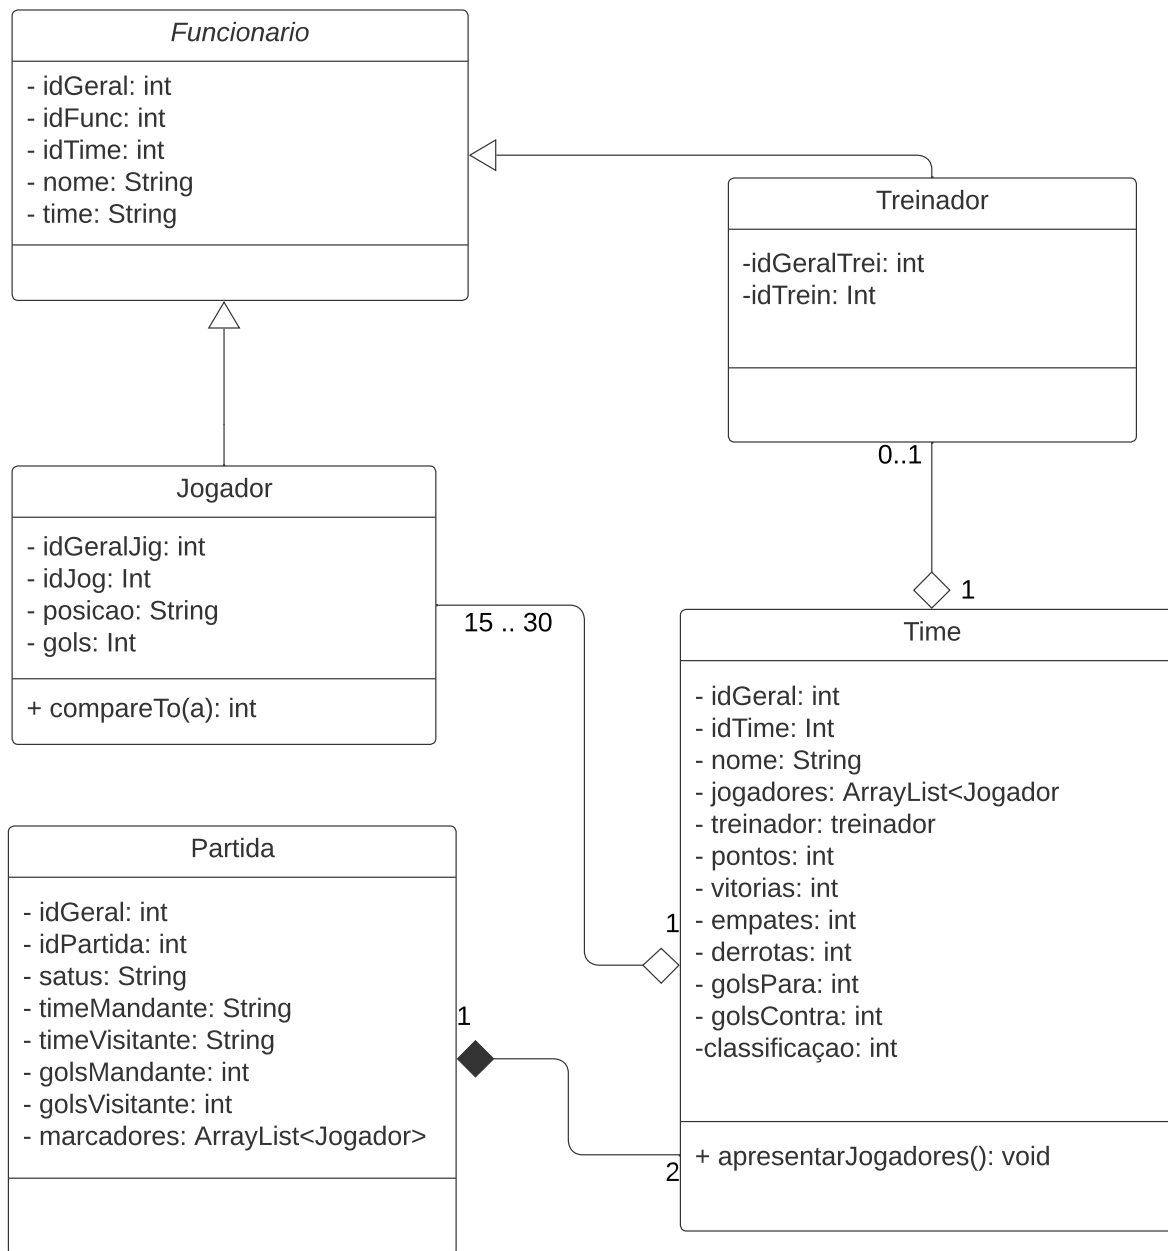 Funcionario
- idGeral: int
- idFunc: int
- idTime: int
- nome: String
- time: String
Treinador
-idGeralTrei: int
-idTrein: Int
0..1
1
Jogador
- idGeralJig: int
- idJog: Int
- posicao: String
- gols: Int
+ compareTo(a): int
15 .. 30
1
Time
- idGeral: int
- idTime: Int
- nome: String
- jogadores: ArrayList<Jogador
- treinador: treinador
- pontos: int
- vitorias: int
- empates: int
- derrotas: int
- golsPara: int
- golsContra: int
-classificaçao: int
+ apresentarJogadores(): void
Partida
- idGeral: int
- idPartida: int
- satus: String
- timeMandante: String
- timeVisitante: String
- golsMandante: int
- golsVisitante: int
- marcadores: ArrayList<Jogador>
1
2